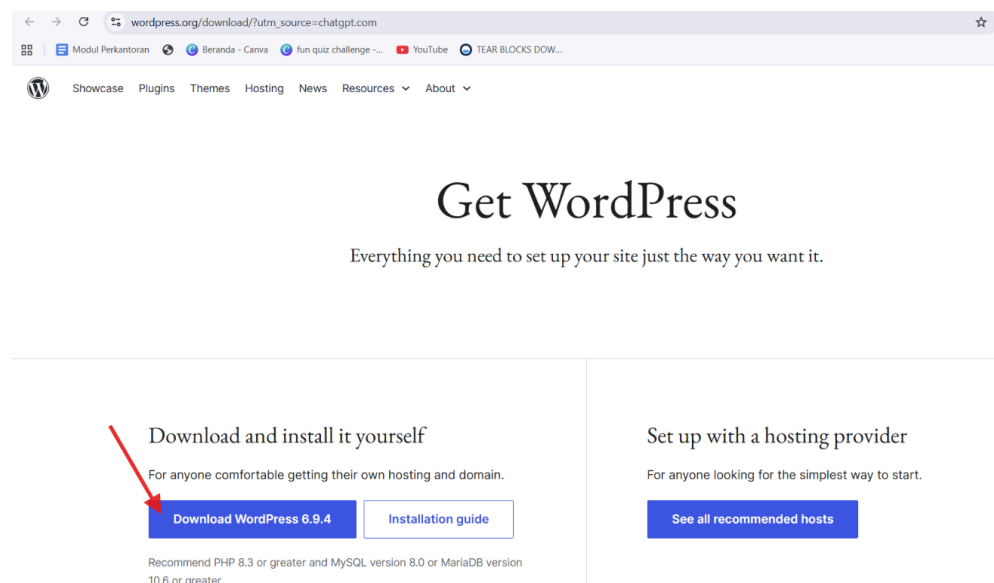 wordpress.org/download/?utm_source=chatgpt.com
Modul Perkantoran Beranda - Canva fun quiz challenge -... YouTube TEAR BLOCKS DOW...
Showcase Plugins Themes Hosting News Resources About
Get WordPress
Everything you need to set up your site just the way you want it.
Download and install it yourself
For anyone comfortable getting their own hosting and domain.
Download WordPress 6.9.4 Installation guide
Recommend PHP 8.3 or greater and MySQL version 8.0 or MariaDB version
10.6 or greater
Set up with a hosting provider
For anyone looking for the simplest way to start.
See all recommended hosts